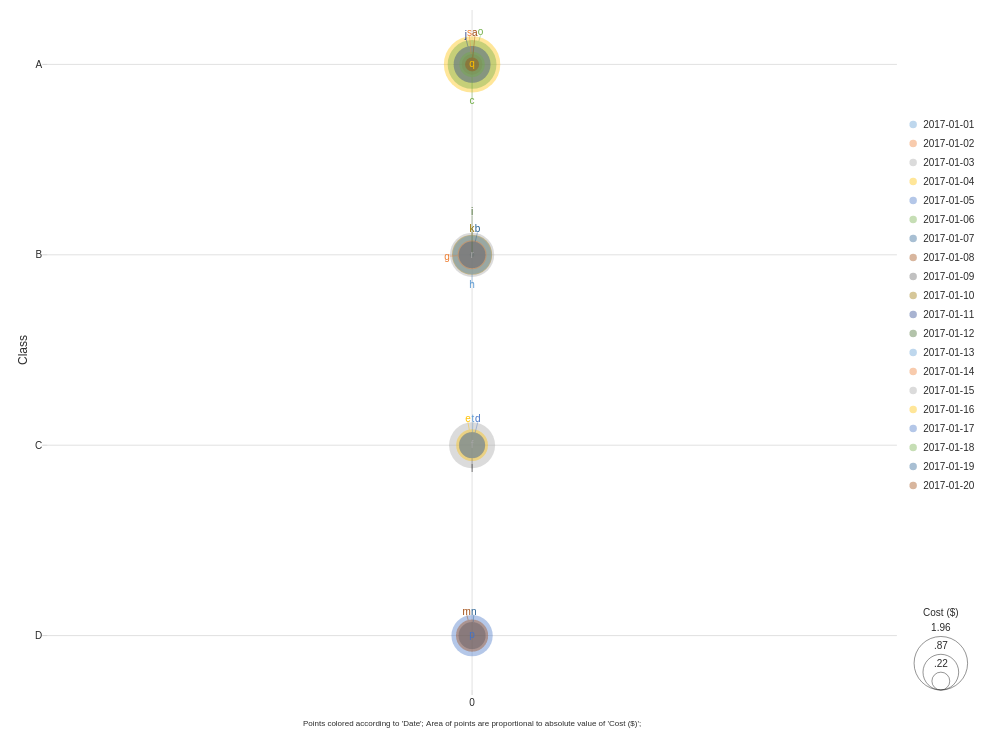 jsao
A
q
c
i
kb
B
g
r
h
Class
etd
C
l
mn
D
p
0
2017-01-01
2017-01-02
2017-01-03
2017-01-04
2017-01-05
2017-01-06
2017-01-07
2017-01-08
2017-01-09
2017-01-10
2017-01-11
2017-01-12
2017-01-13
2017-01-14
2017-01-15
2017-01-16
2017-01-17
2017-01-18
2017-01-19
2017-01-20
Cost ($)
1.96
.87
.22
Points colored according to 'Date'; Area of points are proportional to absolute value of 'Cost ($)';